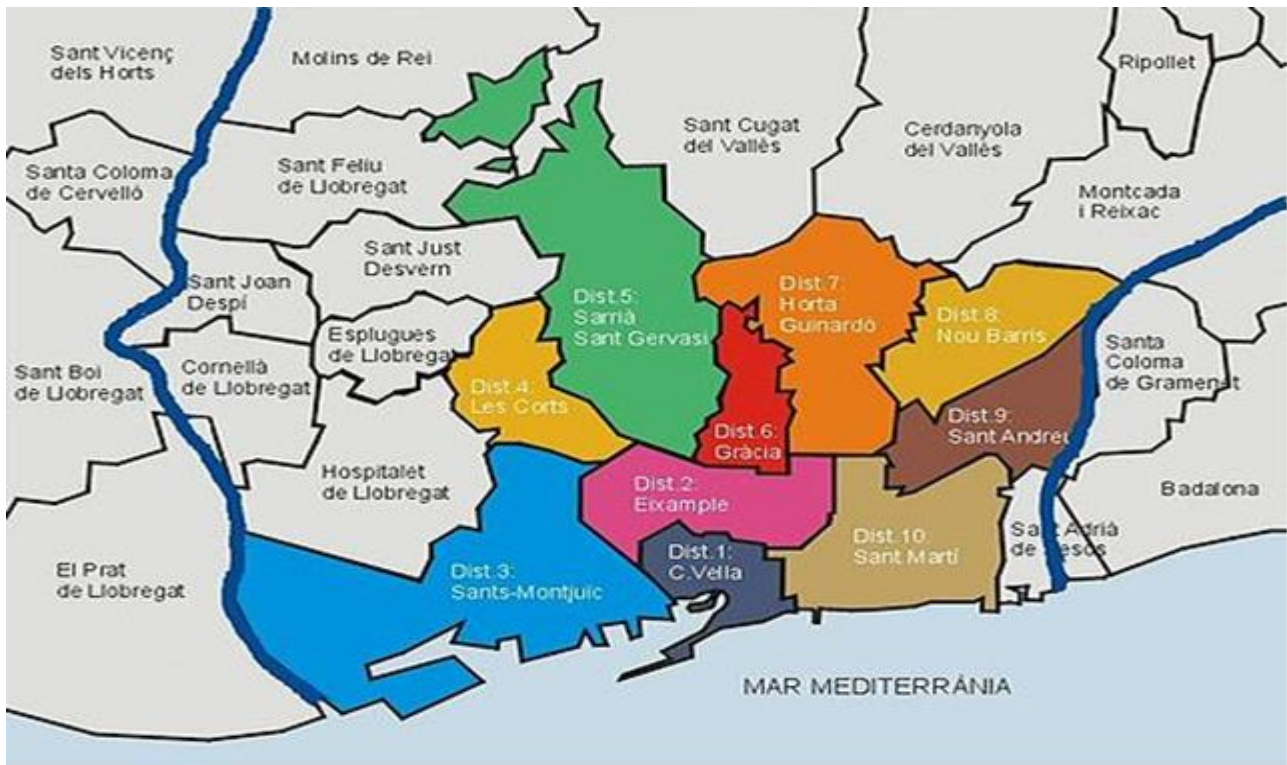 Sant Vicenç
dels Horts
Molins de Rei
Ripollet
Sant Cugat
del Vallès
Cerdanyola
del Vallès
Santa Coloma
de Cervelló
Sant Feliu
de Llobregat
Montcada
i Reixac
Sant Just
Desvern
Sant Joan
Despí
Dist.5:
Sarrià
Sant Gervasi
Dist.7:
Horta
Guinardó
Dist.8:
Nou Barris
Esplugues
de Llobregat
Santa
Coloma
de Gramenet
Sant Boi
de Llobregat
Cornellà
de Llobregat
Dist.4:
Les Corts
Dist.6:
Gràcia
Dist.9:
Sant Andreu
Hospitalet
de Llobregat
Dist.2:
Eixample
Badalona
Dist.10:
Sant Martí
Sant Adrià
de Besòs
Dist.1:
C.Vella
El Prat
de Llobregat
Dist.3:
Sants-Montjuïc
MAR MEDITERRÁNIA